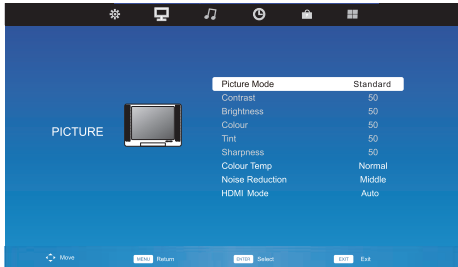 PICTURE
Picture Mode Standard
Contrast 50
Brightness 50
Colour 50
Tint 50
Sharpness 50
Colour Temp Normal
Noise Reduction Middle
HDMI Mode Auto
Move MENU Return ENTER Select EXIT Exit